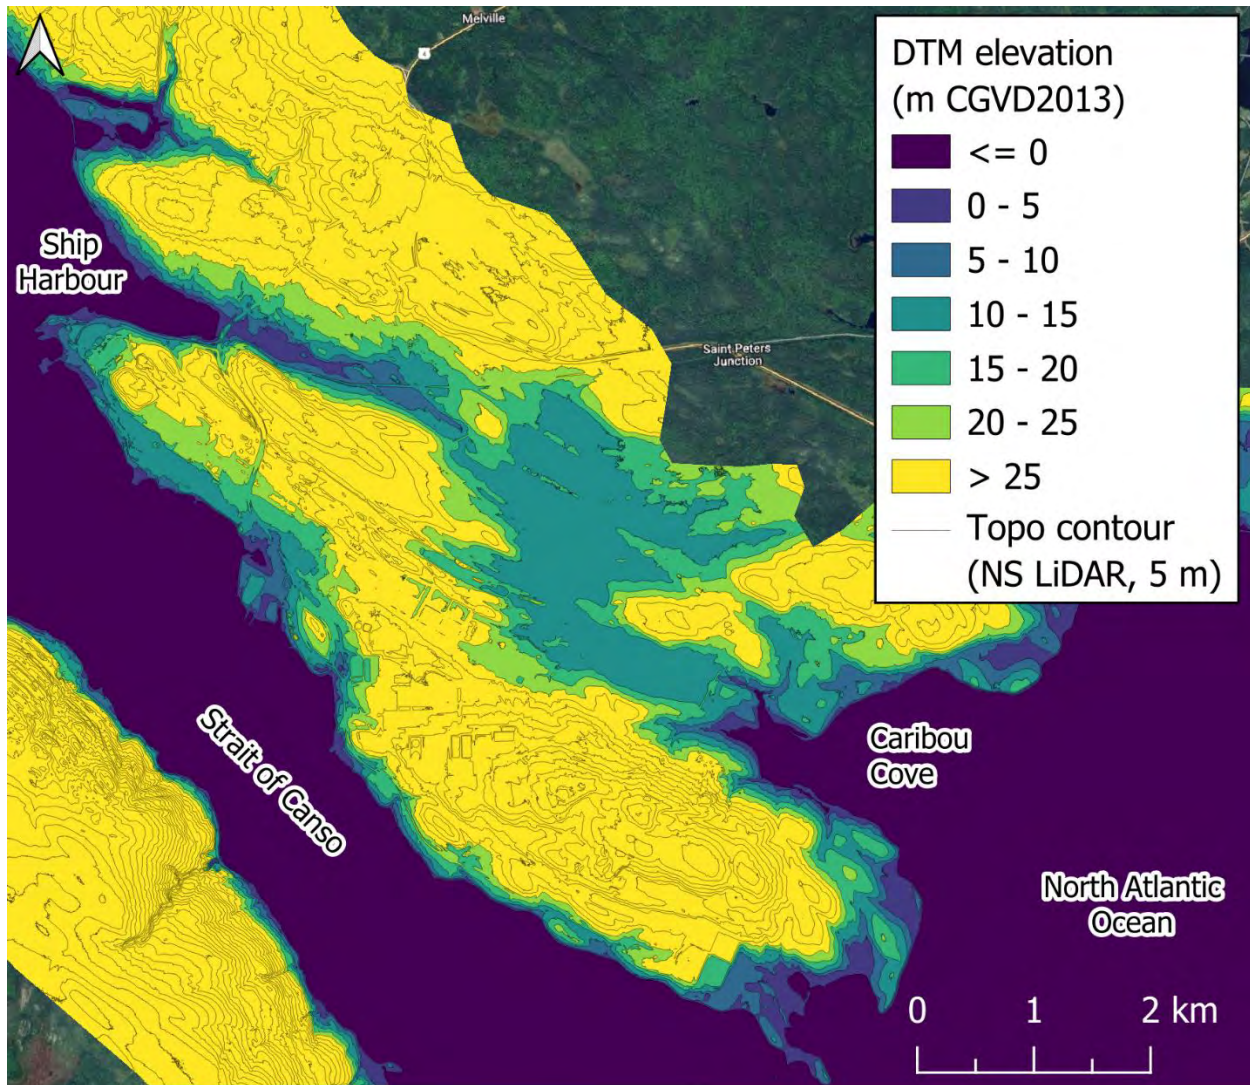 Melville
4
DTM elevation
(m CGVD2013)
<= 0
0 - 5
5 - 10
10 - 15
15 - 20
20 - 25
> 25
Topo contour
(NS LiDAR, 5 m)
Ship
Harbour
Saint Peters
Junction
Strait of Canso
Caribou
Cove
North Atlantic
Ocean
0 1 2 km